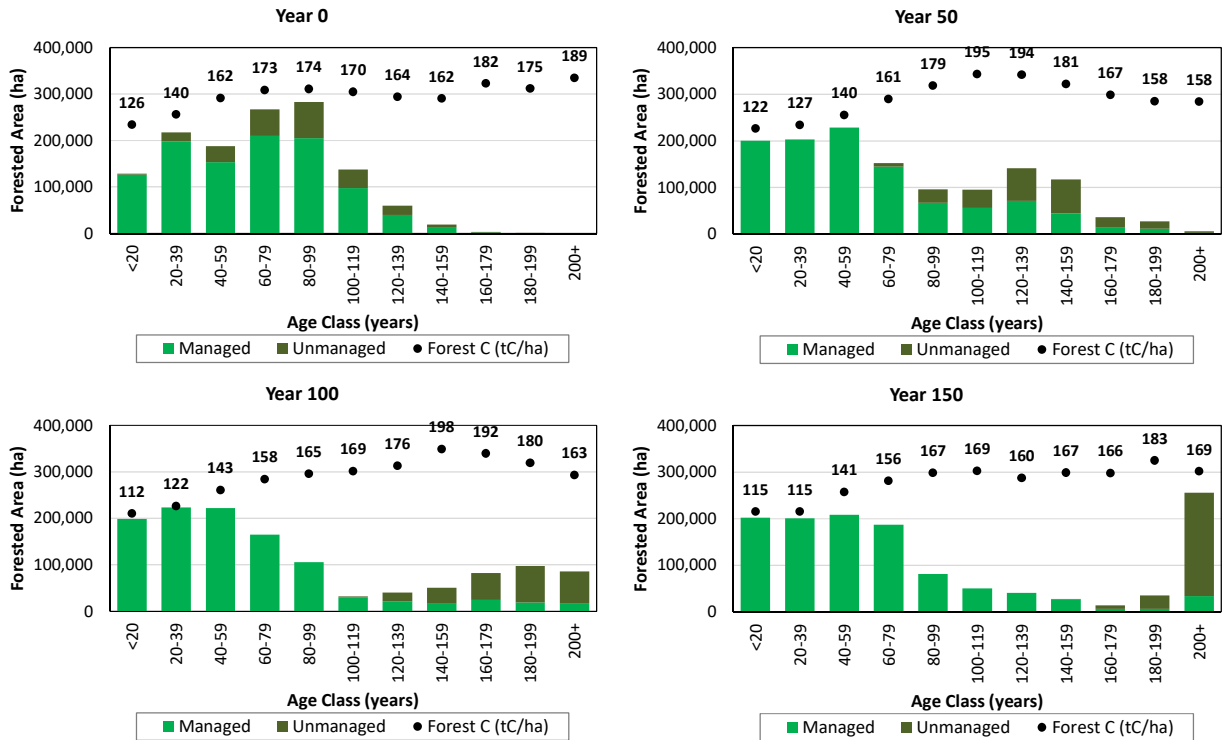 Year 0
Forested Area (ha)
400,000
300,000
200,000
100,000
0
126 140 162 173 174 170 164 162 182 175 189
<20 20-39 40-59 60-79 80-99 100-119 120-139 140-159 160-179 180-199 200+
Age Class (years)
Managed Unmanaged Forest C (tC/ha)
Year 50
Forested Area (ha)
400,000
300,000
200,000
100,000
0
122 127 140 161 179 195 194 181 167 158 158
<20 20-39 40-59 60-79 80-99 100-119 120-139 140-159 160-179 180-199 200+
Age Class (years)
Managed Unmanaged Forest C (tC/ha)
Year 100
Forested Area (ha)
400,000
300,000
200,000
100,000
0
112 122 143 158 165 169 176 198 192 180 163
<20 20-39 40-59 60-79 80-99 100-119 120-139 140-159 160-179 180-199 200+
Age Class (years)
Managed Unmanaged Forest C (tC/ha)
Year 150
Forested Area (ha)
400,000
300,000
200,000
100,000
0
115 115 141 156 167 169 160 167 166 183 169
<20 20-39 40-59 60-79 80-99 100-119 120-139 140-159 160-179 180-199 200+
Age Class (years)
Managed Unmanaged Forest C (tC/ha)